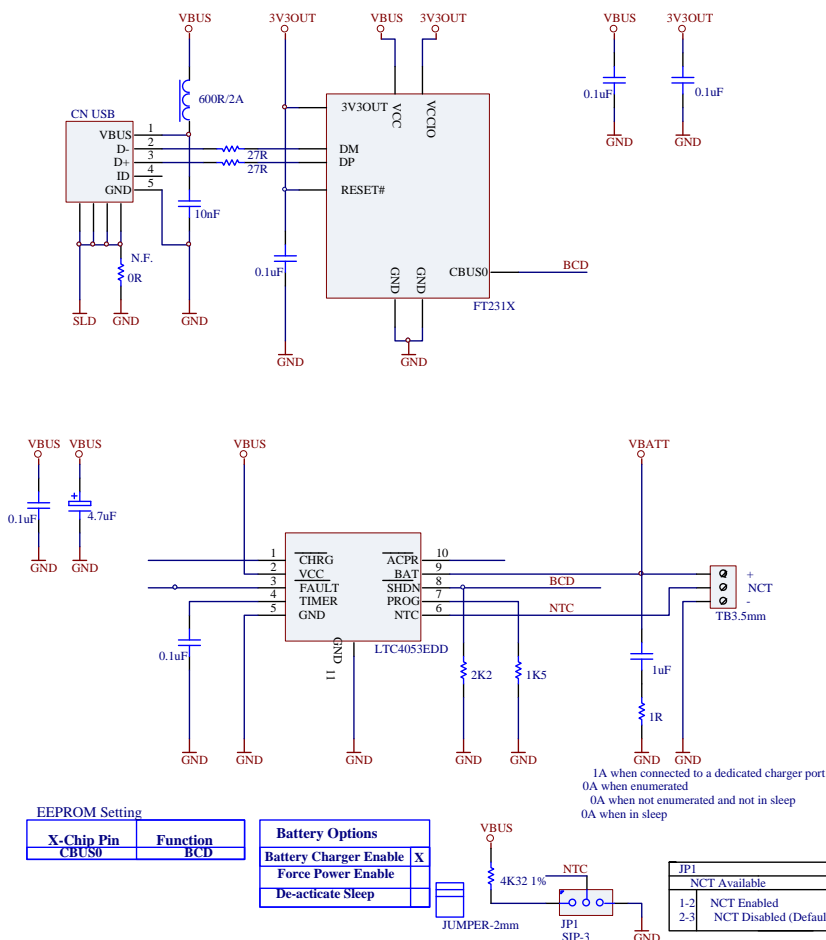 VBUS
3V3OUT
VBUS
3V3OUT
VBUS
3V3OUT
600R/2A
0.1uF
0.1uF
GND
GND
CN USB
VBUS
D-
D+
ID
GND
1
2
3
4
5
27R
27R
10nF
3V3OUT
VCC
VCCIO
DM
DP
RESET#
GND
GND
CBUS0
BCD
FT231X
N.F.
0R
0.1uF
SLD
GND
GND
GND
GND
VBUS
VBUS
VBUS
VBATT
0.1uF
4.7uF
GND
GND
1
2
3
4
5
CHRG
VCC
FAULT
TIMER
GND
GND
11
ACPR
BAT
SHDN
PROG
NTC
10
9
8
7
6
BCD
NTC
LTC4053EDD
+
NCT
-
TB3.5mm
0.1uF
2K2
1K5
1uF
1R
GND
GND
GND
GND
GND
GND
GND
1A when connected to a dedicated charger port
0A when enumerated
0A when not enumerated and not in sleep
0A when in sleep
EEPROM Setting
X-Chip Pin Function
CBUS0 BCD
Battery Options
Battery Charger Enable X
Force Power Enable
De-acticate Sleep
JUMPER-2mm
VBUS
4K32 1%
NTC
JP1
SIP-3
GND
JP1
NCT Available
1-2 NCT Enabled
2-3 NCT Disabled (Defaul